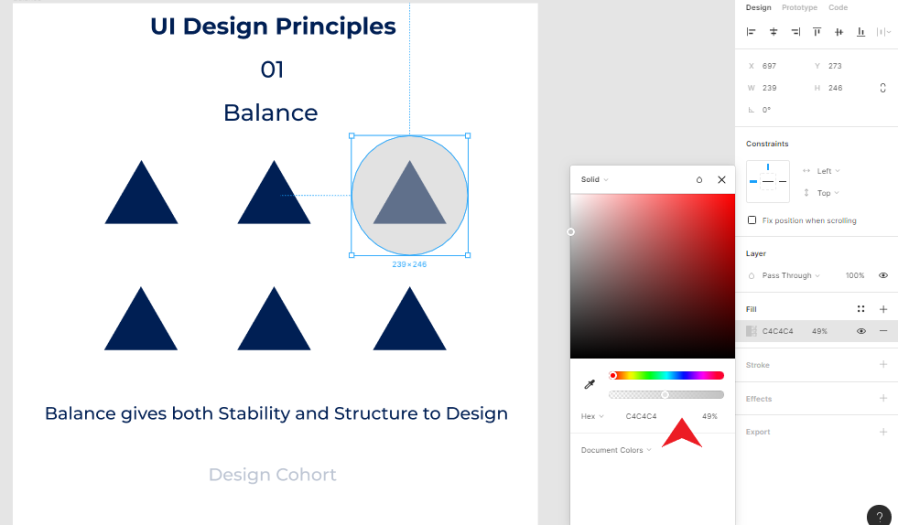 UI Design Principles
01
Balance
239 × 246
Balance gives both Stability and Structure to Design
Design Cohort
Solid
Hex C4C4C4 49%
Document Colors
Design Prototype Code
X 697 Y 273
W 239 H 246
0°
Constraints
Left
Top
Fix position when scrolling
Layer
Pass Through 100%
Fill
C4C4C4 49%
Stroke
Effects
Export
?